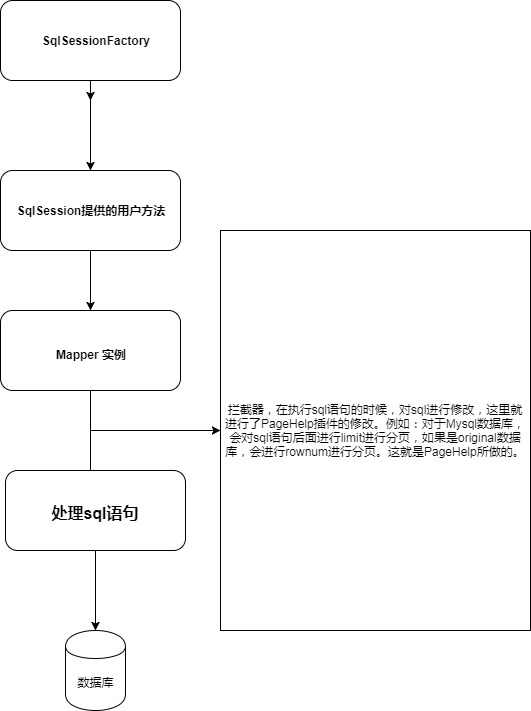 SqlSessionFactory
SqlSession提供的用户方法
Mapper 实例
拦截器，在执行sql语句的时候，对sql进行修改，这里就
进行了PageHelp插件的修改。例如：对于Mysql数据库，
会对sql语句后面进行limit进行分页，如果是original数据
库，会进行rownum进行分页。这就是PageHelp所做的。
处理sql语句
数据库